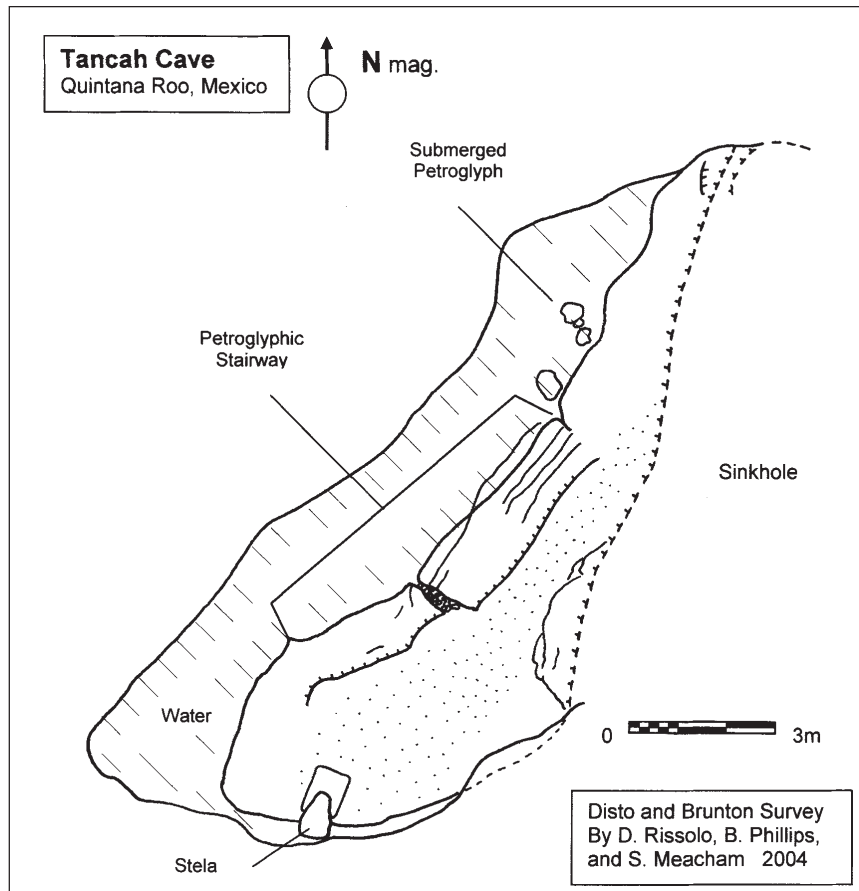 Tancah Cave
Quintana Roo, Mexico
N mag.
Submerged
Petroglyph
Petroglyphic
Stairway
Sinkhole
Water
0 3m
Stela
Disto and Brunton Survey
By D. Rissolo, B. Phillips,
and S. Meacham 2004